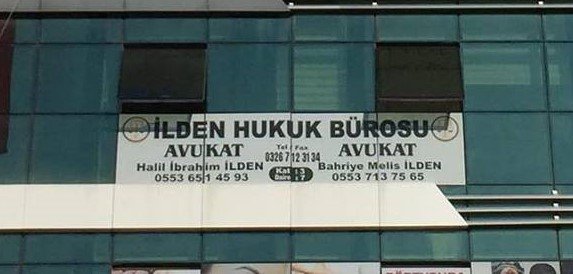 İLDEN HUKUK BÜROSU
AVUKAT Tel / Fax AVUKAT
Halil İbrahim İLDEN 0326 712 31 34 Bahriye Melis İLDEN
0553 651 45 93 Kat : 3 0553 713 75 65
Daire : 7